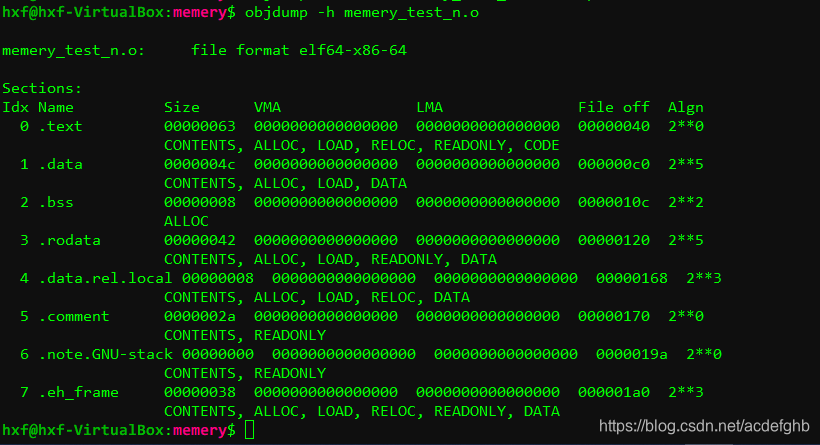 hxf@hxf-VirtualBox:memery$ objdump -h memery_test_n.o
memery_test_n.o:     file format elf64-x86-64
Sections:
Idx Name          Size      VMA               LMA               File off  Algn
  0 .text         00000063  0000000000000000  0000000000000000  00000040  2**0
                  CONTENTS, ALLOC, LOAD, RELOC, READONLY, CODE
  1 .data         0000004c  0000000000000000  0000000000000000  000000c0  2**5
                  CONTENTS, ALLOC, LOAD, DATA
  2 .bss          00000008  0000000000000000  0000000000000000  0000010c  2**2
                  ALLOC
  3 .rodata       00000042  0000000000000000  0000000000000000  00000120  2**5
                  CONTENTS, ALLOC, LOAD, READONLY, DATA
  4 .data.rel.local 00000008  0000000000000000  0000000000000000  00000168  2**3
                  CONTENTS, ALLOC, LOAD, RELOC, DATA
  5 .comment      0000002a  0000000000000000  0000000000000000  00000170  2**0
                  CONTENTS, READONLY
  6 .note.GNU-stack 00000000  0000000000000000  0000000000000000  0000019a  2**0
                  CONTENTS, READONLY
  7 .eh_frame     00000038  0000000000000000  0000000000000000  000001a0  2**3
                  CONTENTS, ALLOC, LOAD, RELOC, READONLY, DATA
hxf@hxf-VirtualBox:memery$
https://blog.csdn.net/acdefghb